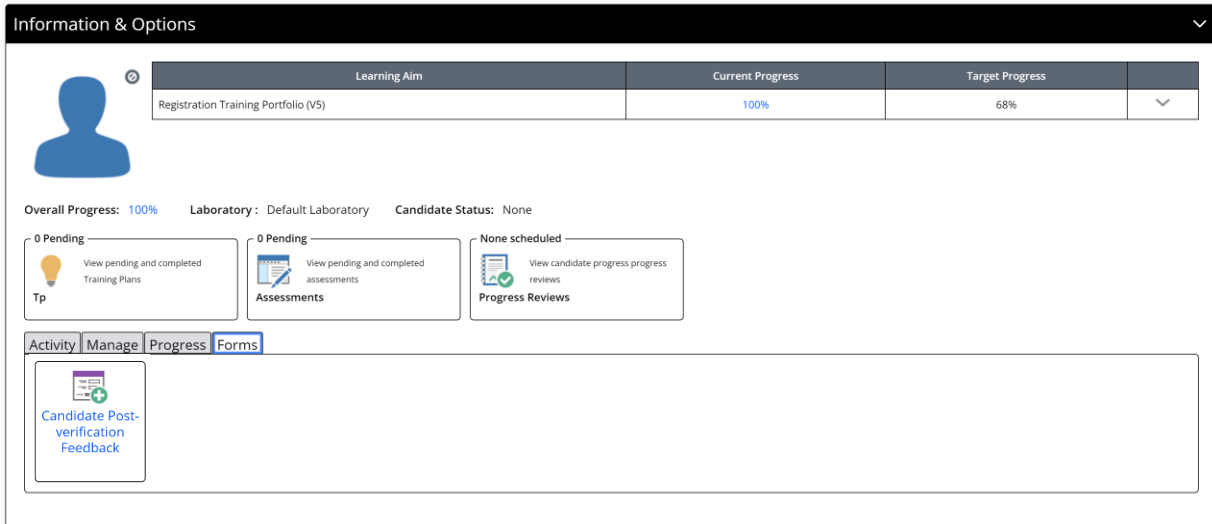 Information & Options
Learning Aim Current Progress Target Progress
Registration Training Portfolio (V5) 100% 68%
Overall Progress: 100% Laboratory : Default Laboratory Candidate Status: None
0 Pending
View pending and completed
Training Plans
Tp
0 Pending
View pending and completed
assessments
Assessments
None scheduled
View candidate progress progress
reviews
Progress Reviews
Activity Manage Progress Forms
Candidate Post-
verification
Feedback